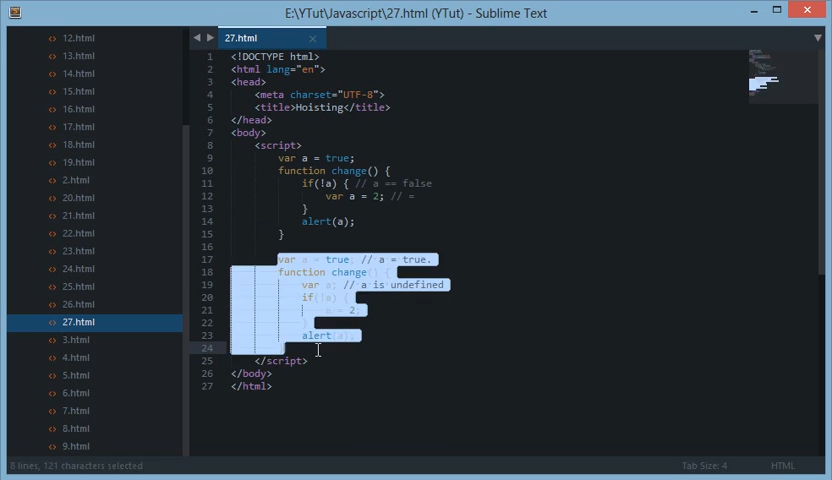 E:\YTut\Javascript\27.html (YTut) - Sublime Text
12.html
13.html
14.html
15.html
16.html
17.html
18.html
19.html
2.html
20.html
21.html
22.html
23.html
24.html
25.html
26.html
27.html
3.html
4.html
5.html
6.html
7.html
8.html
9.html
27.html
1 <!DOCTYPE html>
2 <html lang="en">
3 <head>
4 <meta charset="UTF-8">
5 <title>Hoisting</title>
6 </head>
7 <body>
8 <script>
9 var a = true;
10 function change() {
11 if(!a) { // a == false
12 var a = 2; // =
13 }
14 alert(a);
15 }
16
17 var a = true; // a = true.
18 function change() {
19 var a; // a is undefined
20 if(!a) {
21 a = 2;
22 }
23 alert(a);
24 }
25 </script>
26 </body>
27 </html>
8 lines, 121 characters selected
Tab Size: 4
HTML